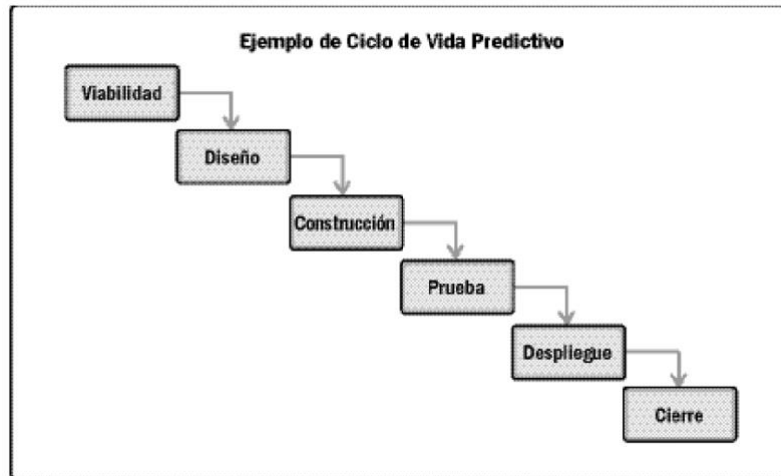 Ejemplo de Ciclo de Vida Predictivo
Viabilidad
Diseño
Construcción
Prueba
Despliegue
Cierre